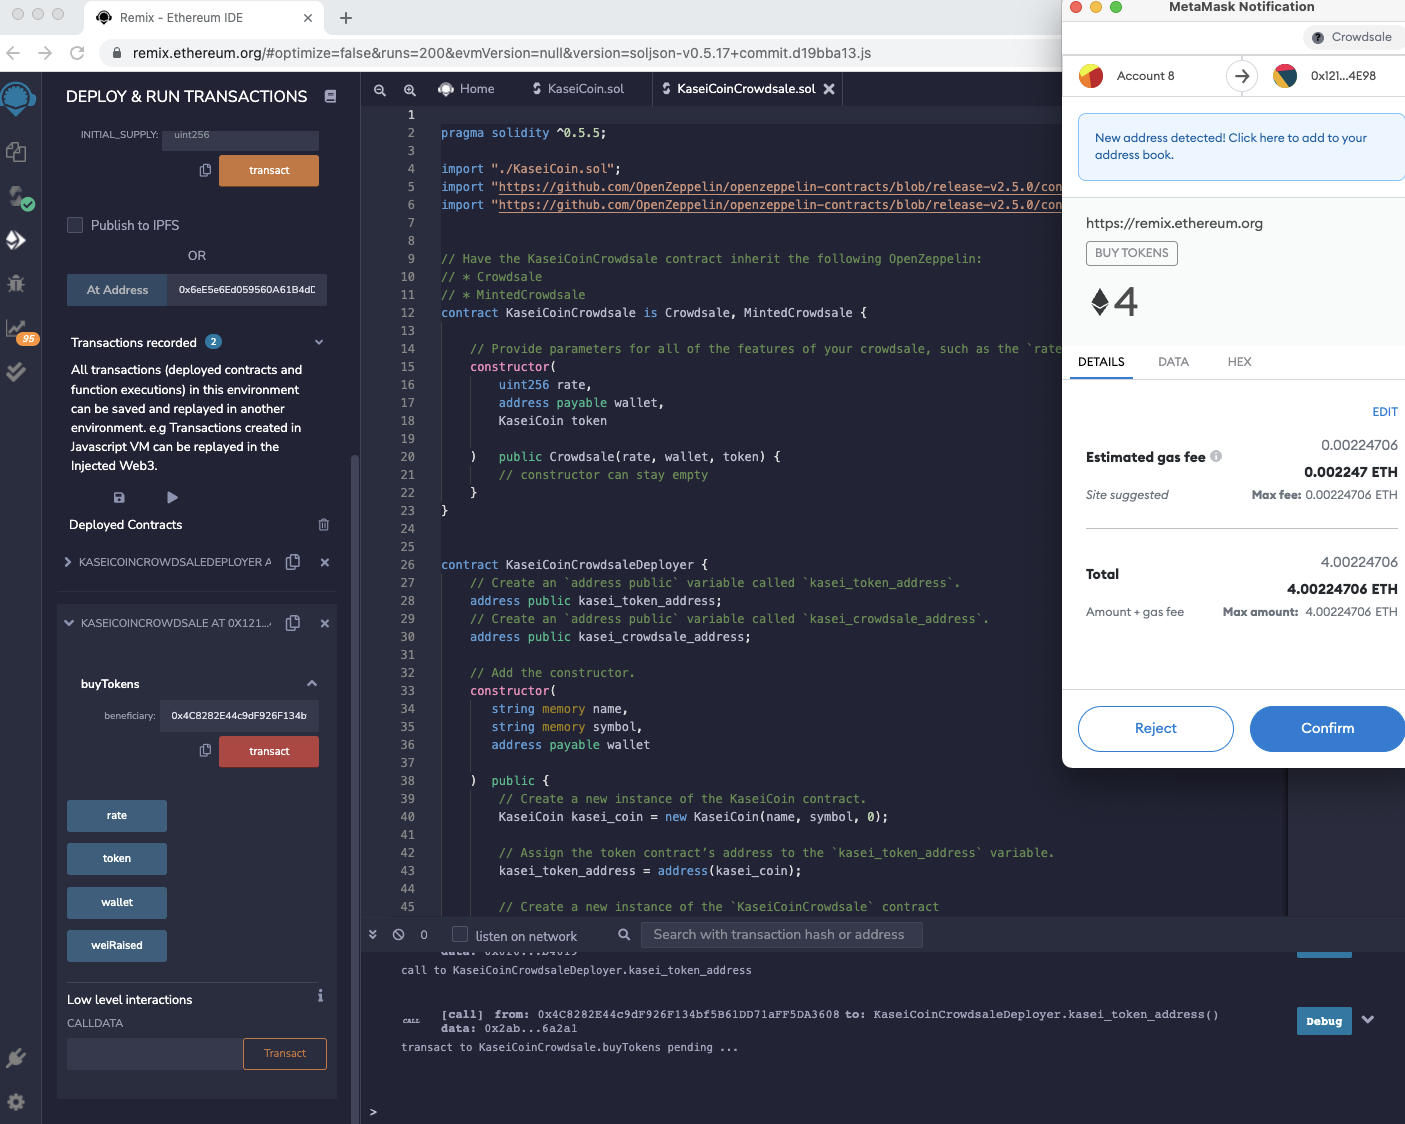 Remix - Ethereum IDE
remix.ethereum.org/#optimize=false&runs=200&evmVersion=null&version=soljson-v0.5.17+commit.d19bba13.js
DEPLOY & RUN TRANSACTIONS
INITIAL_SUPPLY:
uint256
transact
Publish to IPFS
OR
At Address
0x6eE5e6Ed059560A61B4dD
Transactions recorded
2
All transactions (deployed contracts and
function executions) in this environment
can be saved and replayed in another
environment. e.g Transactions created in
Javascript VM can be replayed in the
Injected Web3.
Deployed Contracts
KASEICOINCROWDSALEDEPLOYER A
KASEICOINCROWDSALE AT 0X121...
buyTokens
beneficiary:
0x4C8282E44c9dF926F134b
transact
rate
token
wallet
weiRaised
Low level interactions
CALLDATA
Transact
95
Home
KaseiCoin.sol
KaseiCoinCrowdsale.sol
1
2 pragma solidity ^0.5.5;
3
4 import "./KaseiCoin.sol";
5 import "https://github.com/OpenZeppelin/openzeppelin-contracts/blob/release-v2.5.0/con
6 import "https://github.com/OpenZeppelin/openzeppelin-contracts/blob/release-v2.5.0/con
7
8
9 // Have the KaseiCoinCrowdsale contract inherit the following OpenZeppelin:
10 // * Crowdsale
11 // * MintedCrowdsale
12 contract KaseiCoinCrowdsale is Crowdsale, MintedCrowdsale {
13
14 // Provide parameters for all of the features of your crowdsale, such as the `rate
15 constructor(
16 uint256 rate,
17 address payable wallet,
18 KaseiCoin token
19
20 ) public Crowdsale(rate, wallet, token) {
21 // constructor can stay empty
22 }
23 }
24
25
26 contract KaseiCoinCrowdsaleDeployer {
27 // Create an `address public` variable called `kasei_token_address`.
28 address public kasei_token_address;
29 // Create an `address public` variable called `kasei_crowdsale_address`.
30 address public kasei_crowdsale_address;
31
32 // Add the constructor.
33 constructor(
34 string memory name,
35 string memory symbol,
36 address payable wallet
37
38 ) public {
39 // Create a new instance of the KaseiCoin contract.
40 KaseiCoin kasei_coin = new KaseiCoin(name, symbol, 0);
41
42 // Assign the token contract's address to the `kasei_token_address` variable.
43 kasei_token_address = address(kasei_coin);
44
45 // Create a new instance of the `KaseiCoinCrowdsale` contract
0
listen on network
Search with transaction hash or address
call to KaseiCoinCrowdsaleDeployer.kasei_token_address
CALL
[call] from: 0x4C8282E44c9dF926F134bf5B61DD71aFF5DA3608 to: KaseiCoinCrowdsaleDeployer.kasei_token_address()
data: 0x2ab...6a2a1
Debug
transact to KaseiCoinCrowdsale.buyTokens pending ...
>
MetaMask Notification
Crowdsale
Account 8
0x121...4E98
New address detected! Click here to add to your
address book.
https://remix.ethereum.org
BUY TOKENS
4
DETAILS
DATA
HEX
EDIT
0.00224706
Estimated gas fee
0.002247 ETH
Site suggested
Max fee: 0.00224706 ETH
4.00224706
Total
4.00224706 ETH
Amount + gas fee
Max amount: 4.00224706 ETH
Reject
Confirm